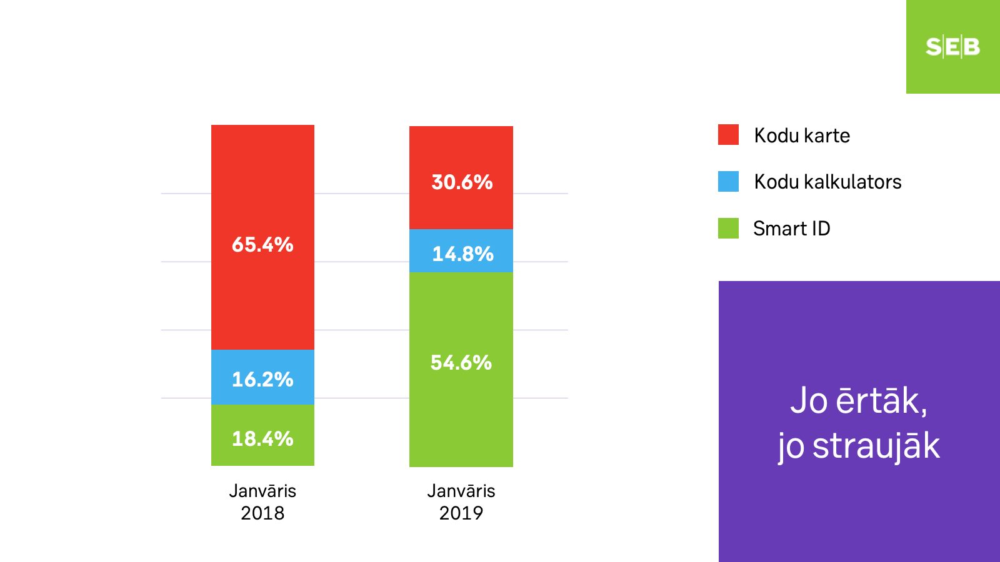 S|E|B
Kodu karte
Kodu kalkulators
Smart ID
65.4%
16.2%
18.4%
30.6%
14.8%
54.6%
Janvāris
2018
Janvāris
2019
Jo ērtāk,
jo straujāk